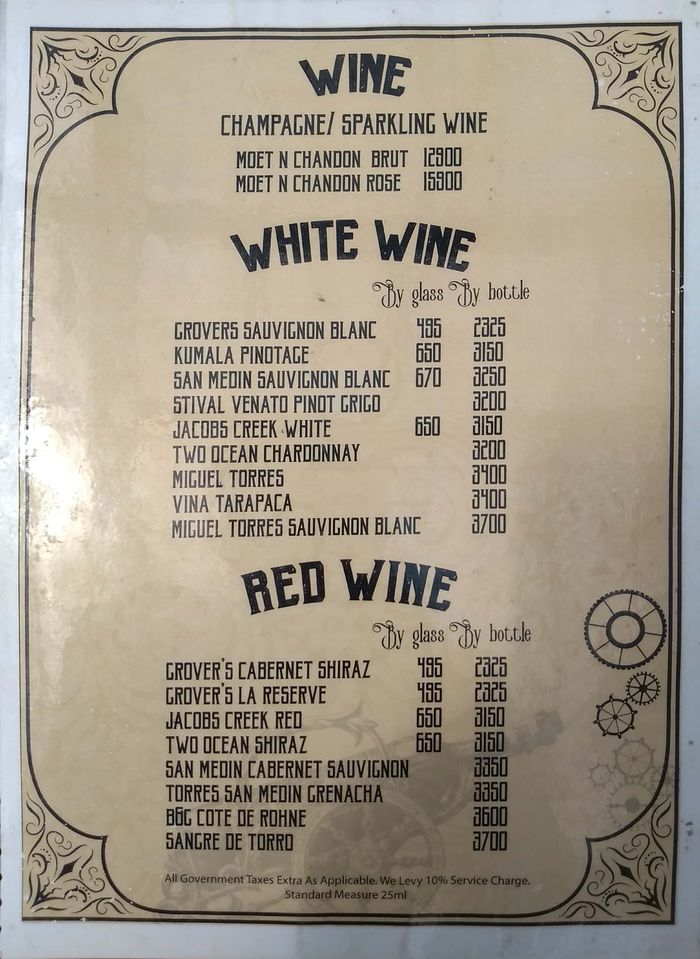 WINE
CHAMPAGNE/ SPARKLING WINE
MOET N CHANDON BRUT 12900
MOET N CHANDON ROSE 15900
WHITE WINE
By glass By bottle
GROVERS SAUVIGNON BLANC 495 2325
KUMALA PINOTAGE 650 3150
SAN MEDIN SAUVIGNON BLANC 670 3250
STIVAL VENATO PINOT GRIGO 3200
JACOBS CREEK WHITE 650 3150
TWO OCEAN CHARDONNAY 3200
MIGUEL TORRES 3400
VINA TARAPACA 3400
MIGUEL TORRES SAUVIGNON BLANC 3700
RED WINE
By glass By bottle
GROVER'S CABERNET SHIRAZ 495 2325
GROVER'S LA RESERVE 495 2325
JACOBS CREEK RED 650 3150
TWO OCEAN SHIRAZ 650 3150
SAN MEDIN CABERNET SAUVIGNON 3350
TORRES SAN MEDIN GRENACHA 3350
B&G COTE DE ROHNE 3600
SANGRE DE TORRO 3700
All Government Taxes Extra As Applicable. We Levy 10% Service Charge.
Standard Measure 25ml